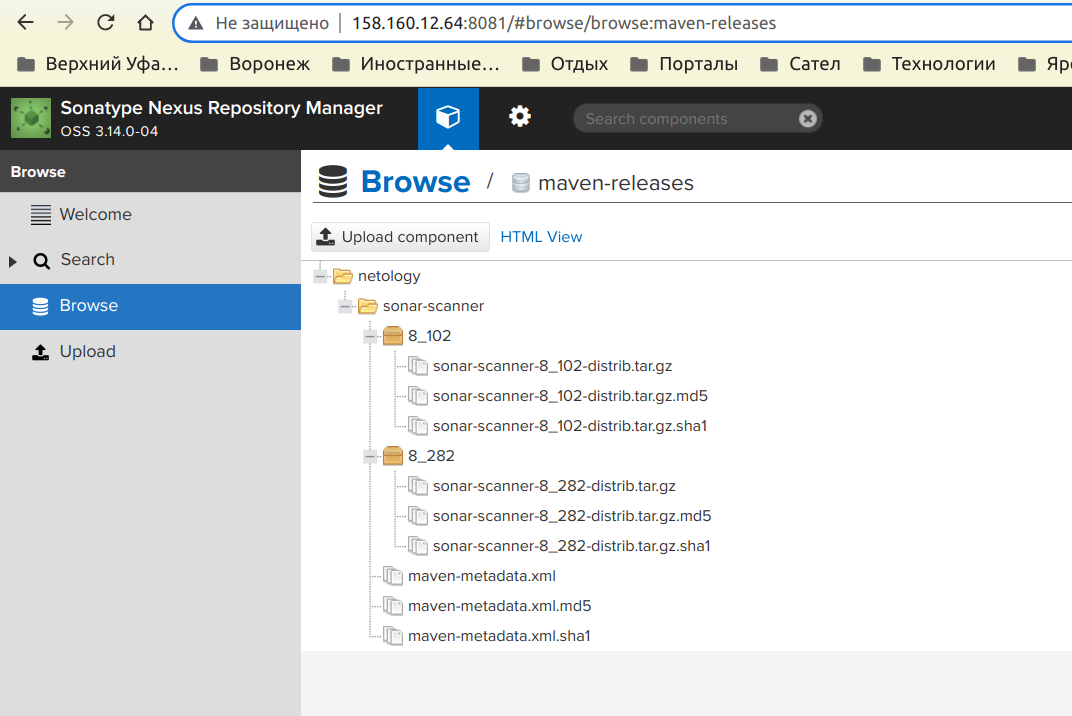 Не защищено 158.160.12.64:8081/#browse/browse:maven-releases
Верхний Уфа... Воронеж Иностранные... Отдых Порталы Сател Технологии Яро
Sonatype Nexus Repository Manager
OSS 3.14.0-04
Search components
Browse
Browse / maven-releases
Welcome
Search
Browse
Upload
Upload component HTML View
netology
sonar-scanner
8_102
sonar-scanner-8_102-distrib.tar.gz
sonar-scanner-8_102-distrib.tar.gz.md5
sonar-scanner-8_102-distrib.tar.gz.sha1
8_282
sonar-scanner-8_282-distrib.tar.gz
sonar-scanner-8_282-distrib.tar.gz.md5
sonar-scanner-8_282-distrib.tar.gz.sha1
maven-metadata.xml
maven-metadata.xml.md5
maven-metadata.xml.sha1